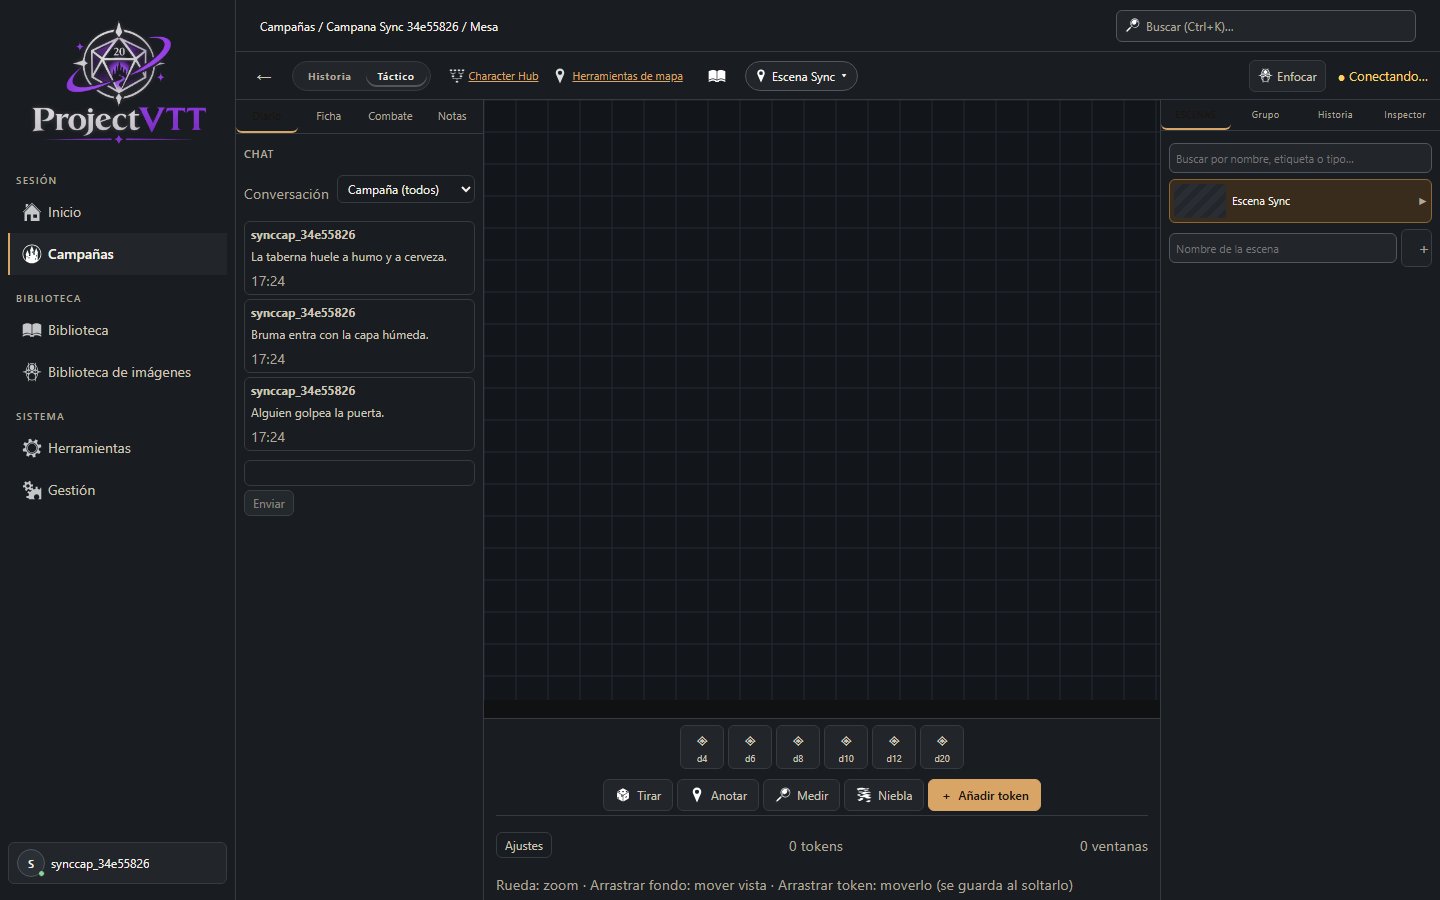 20
ProjectVTT
SESIÓN
Inicio
Campañas
BIBLIOTECA
Biblioteca
Biblioteca de imágenes
SISTEMA
Herramientas
Gestión
S synccap_34e55826
Campañas / Campana Sync 34e55826 / Mesa
Buscar (Ctrl+K)...
← Historia Táctico Character Hub Herramientas de mapa Escena Sync Enfocar Conectando...
Diario Ficha Combate Notas
CHAT
Conversación Campaña (todos)
synccap_34e55826
La taberna huele a humo y a cerveza.
17:24
synccap_34e55826
Bruma entra con la capa húmeda.
17:24
synccap_34e55826
Alguien golpea la puerta.
17:24
Enviar
d4 d6 d8 d10 d12 d20
Tirar Anotar Medir Niebla + Añadir token
Ajustes 0 tokens 0 ventanas
Rueda: zoom · Arrastrar fondo: mover vista · Arrastrar token: moverlo (se guarda al soltarlo)
Escenas Grupo Historia Inspector
Buscar por nombre, etiqueta o tipo...
Escena Sync
Nombre de la escena +